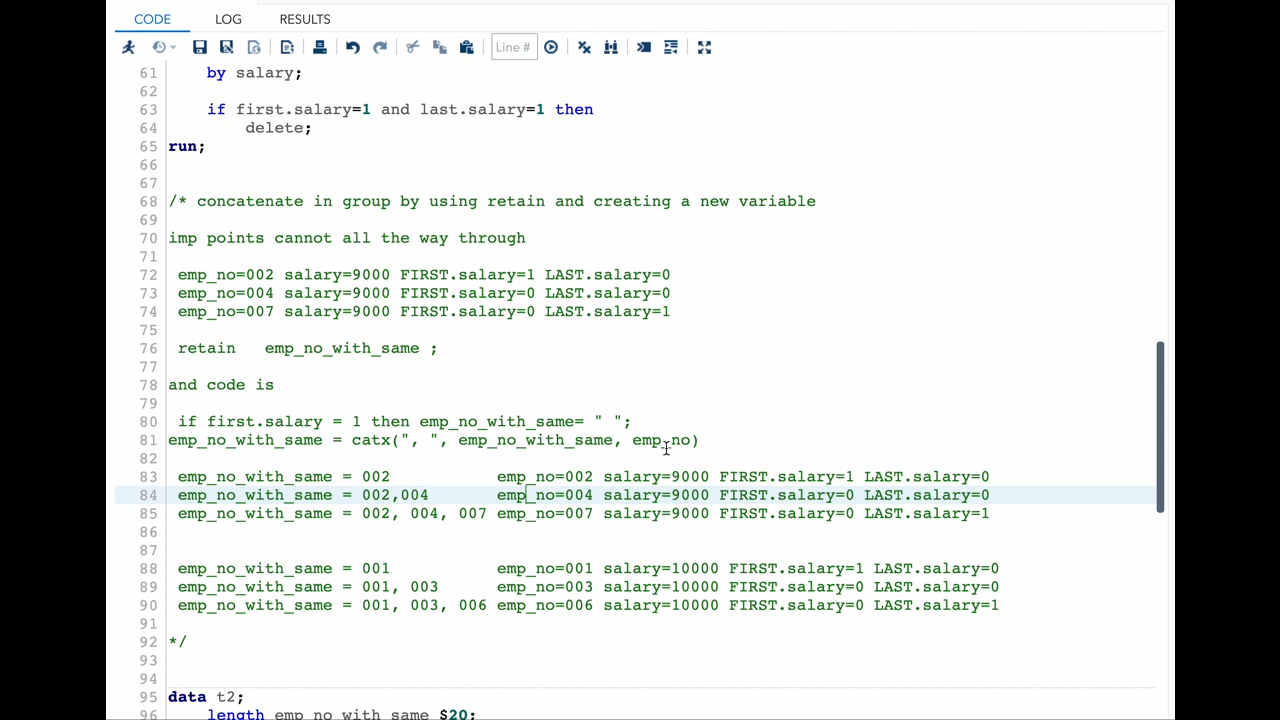 CODE LOG RESULTS
Line #
61 by salary;
62
63 if first.salary=1 and last.salary=1 then
64 delete;
65 run;
66
67
68 /* concatenate in group by using retain and creating a new variable
69
70 imp points cannot all the way through
71
72 emp_no=002 salary=9000 FIRST.salary=1 LAST.salary=0
73 emp_no=004 salary=9000 FIRST.salary=0 LAST.salary=0
74 emp_no=007 salary=9000 FIRST.salary=0 LAST.salary=1
75
76 retain emp_no_with_same ;
77
78 and code is
79
80 if first.salary = 1 then emp_no_with_same= " ";
81 emp_no_with_same = catx(", ", emp_no_with_same, emp_no)
82
83 emp_no_with_same = 002 emp_no=002 salary=9000 FIRST.salary=1 LAST.salary=0
84 emp_no_with_same = 002,004 emp_no=004 salary=9000 FIRST.salary=0 LAST.salary=0
85 emp_no_with_same = 002, 004, 007 emp_no=007 salary=9000 FIRST.salary=0 LAST.salary=1
86
87
88 emp_no_with_same = 001 emp_no=001 salary=10000 FIRST.salary=1 LAST.salary=0
89 emp_no_with_same = 001, 003 emp_no=003 salary=10000 FIRST.salary=0 LAST.salary=0
90 emp_no_with_same = 001, 003, 006 emp_no=006 salary=10000 FIRST.salary=0 LAST.salary=1
91
92 */
93
94
95 data t2;
96 length emp_no_with_same $20;